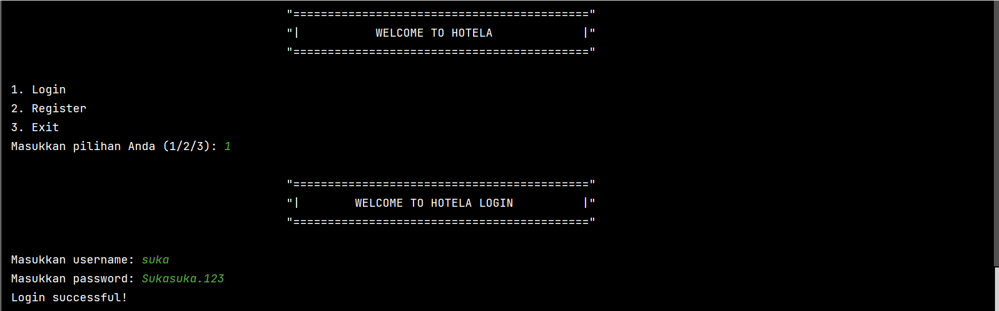 "==========================================="
"|           WELCOME TO HOTELA             |"
"==========================================="
1. Login
2. Register
3. Exit
Masukkan pilihan Anda (1/2/3): 1
"==========================================="
"|        WELCOME TO HOTELA LOGIN          |"
"==========================================="
Masukkan username: suka
Masukkan password: Sukasuka.123
Login successful!